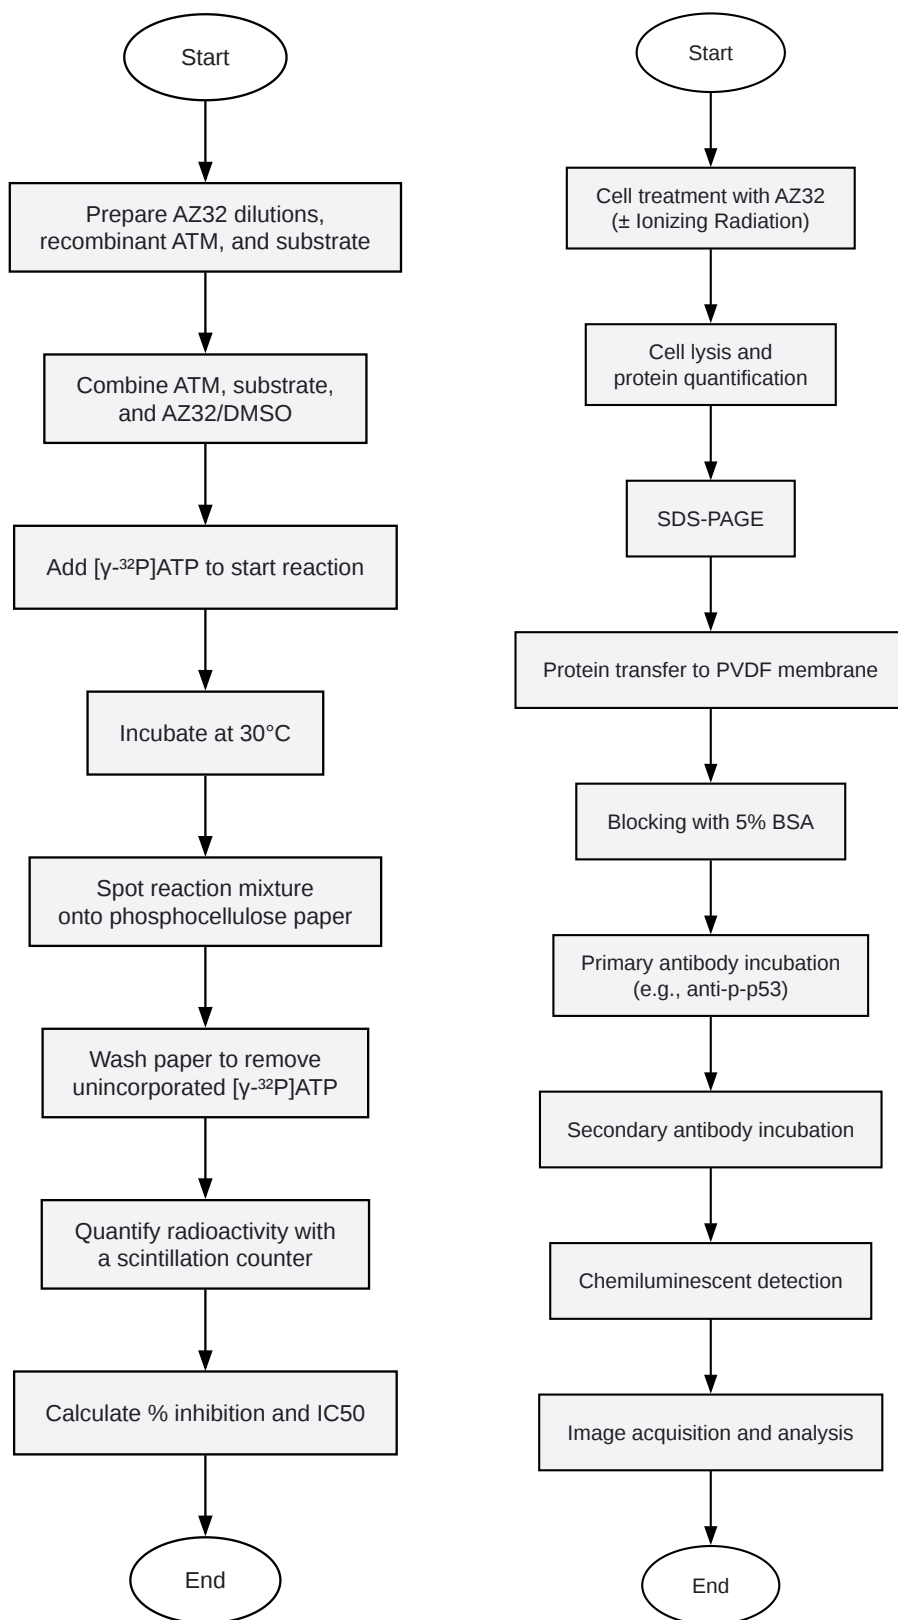 Start
Prepare AZ32 dilutions,
recombinant ATM, and substrate
Combine ATM, substrate,
and AZ32/DMSO
Add [γ-³²P]ATP to start reaction
Incubate at 30°C
Spot reaction mixture
onto phosphocellulose paper
Wash paper to remove
unincorporated [γ-³²P]ATP
Quantify radioactivity with
a scintillation counter
Calculate % inhibition and IC50
End
Start
Cell treatment with AZ32
(± Ionizing Radiation)
Cell lysis and
protein quantification
SDS-PAGE
Protein transfer to PVDF membrane
Blocking with 5% BSA
Primary antibody incubation
(e.g., anti-p-p53)
Secondary antibody incubation
Chemiluminescent detection
Image acquisition and analysis
End